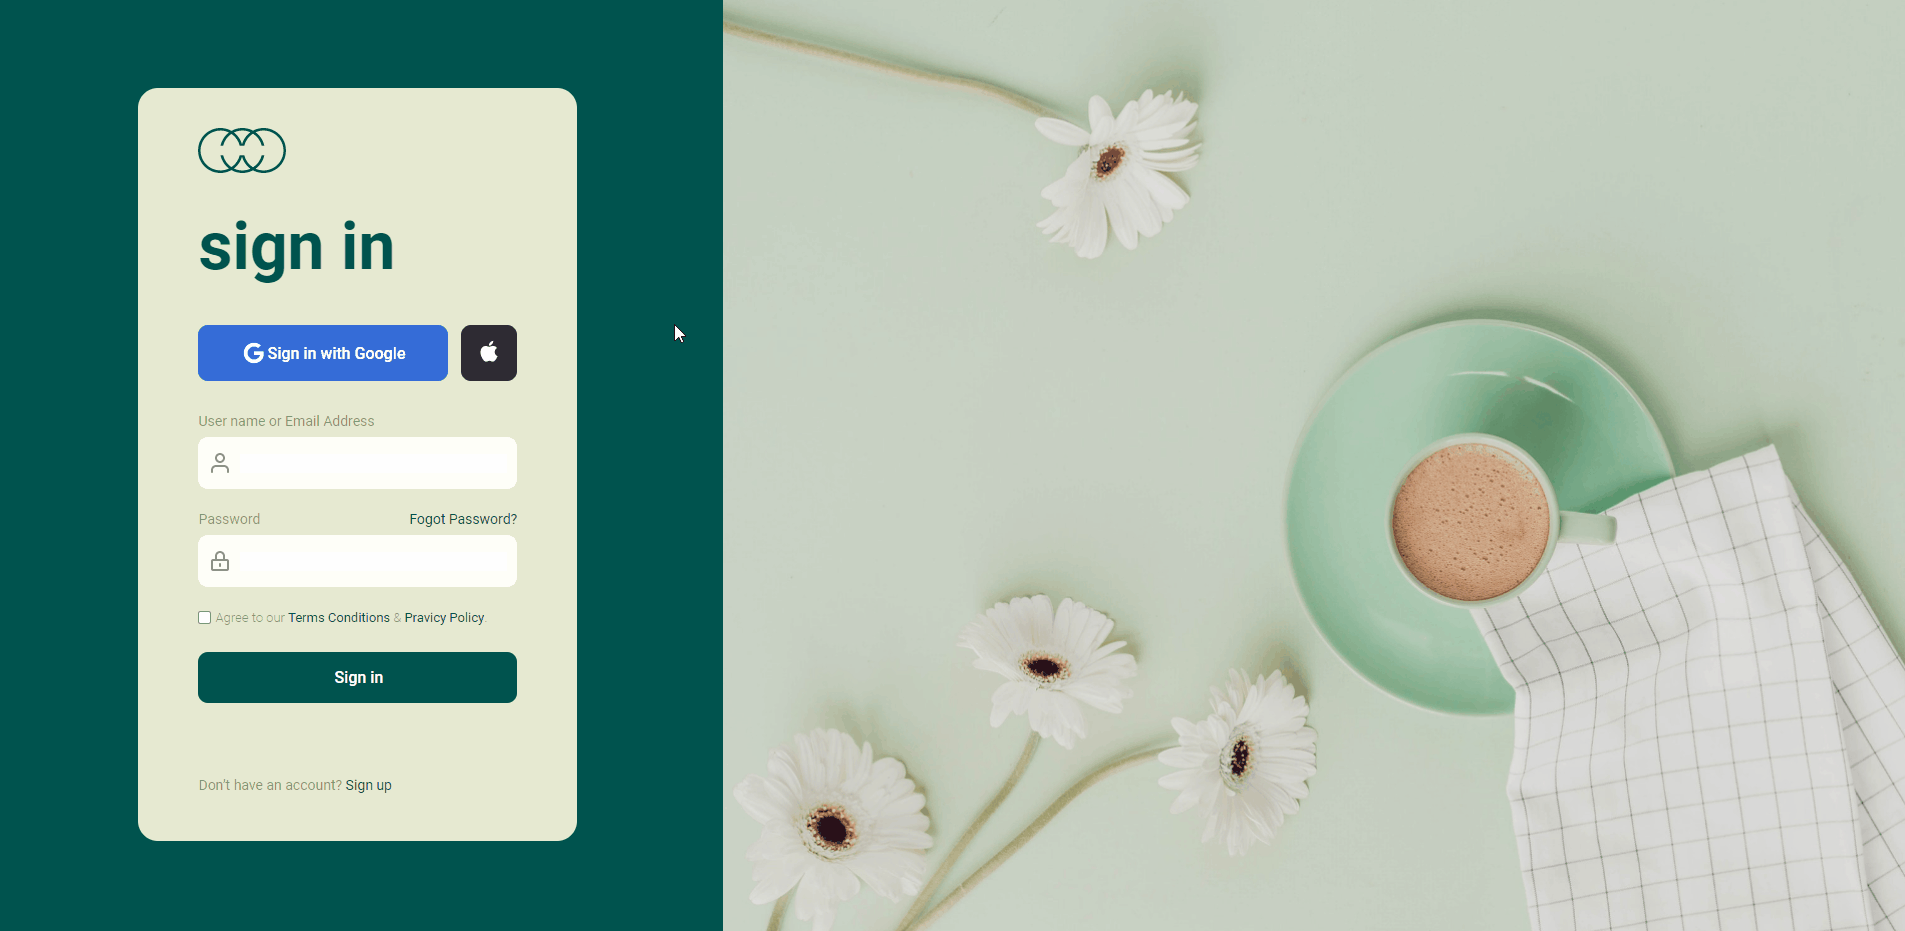 sign in
Sign in with Google
User name or Email Address
Password Fogot Password?
Agree to our Terms Conditions & Pravicy Policy.
Sign in
Don't have an account? Sign up